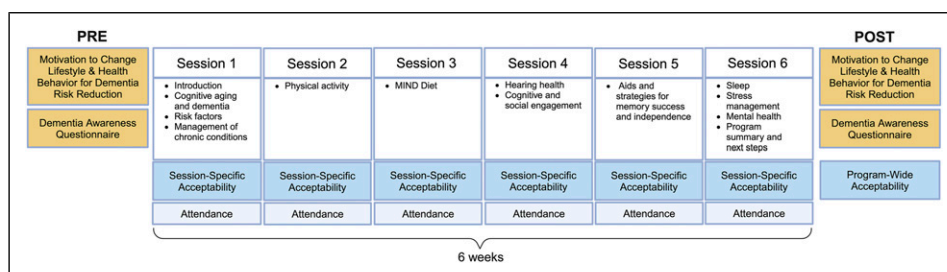 PRE
Motivation to Change
Lifestyle & Health
Behavior for Dementia
Risk Reduction
Dementia Awareness
Questionnaire
Session 1
• Introduction
• Cognitive aging
and dementia
• Risk factors
• Management of
chronic conditions
Session-Specific
Acceptability
Attendance
Session 2
• Physical activity
Session-Specific
Acceptability
Attendance
Session 3
• MIND Diet
Session-Specific
Acceptability
Attendance
Session 4
• Hearing health
• Cognitive and
social engagement
Session-Specific
Acceptability
Attendance
Session 5
• Aids and
strategies for
memory success
and independence
Session-Specific
Acceptability
Attendance
Session 6
• Sleep
• Stress
management
• Mental health
• Program
summary and
next steps
Session-Specific
Acceptability
Attendance
POST
Motivation to Change
Lifestyle & Health
Behavior for Dementia
Risk Reduction
Dementia Awareness
Questionnaire
Program-Wide
Acceptability
6 weeks